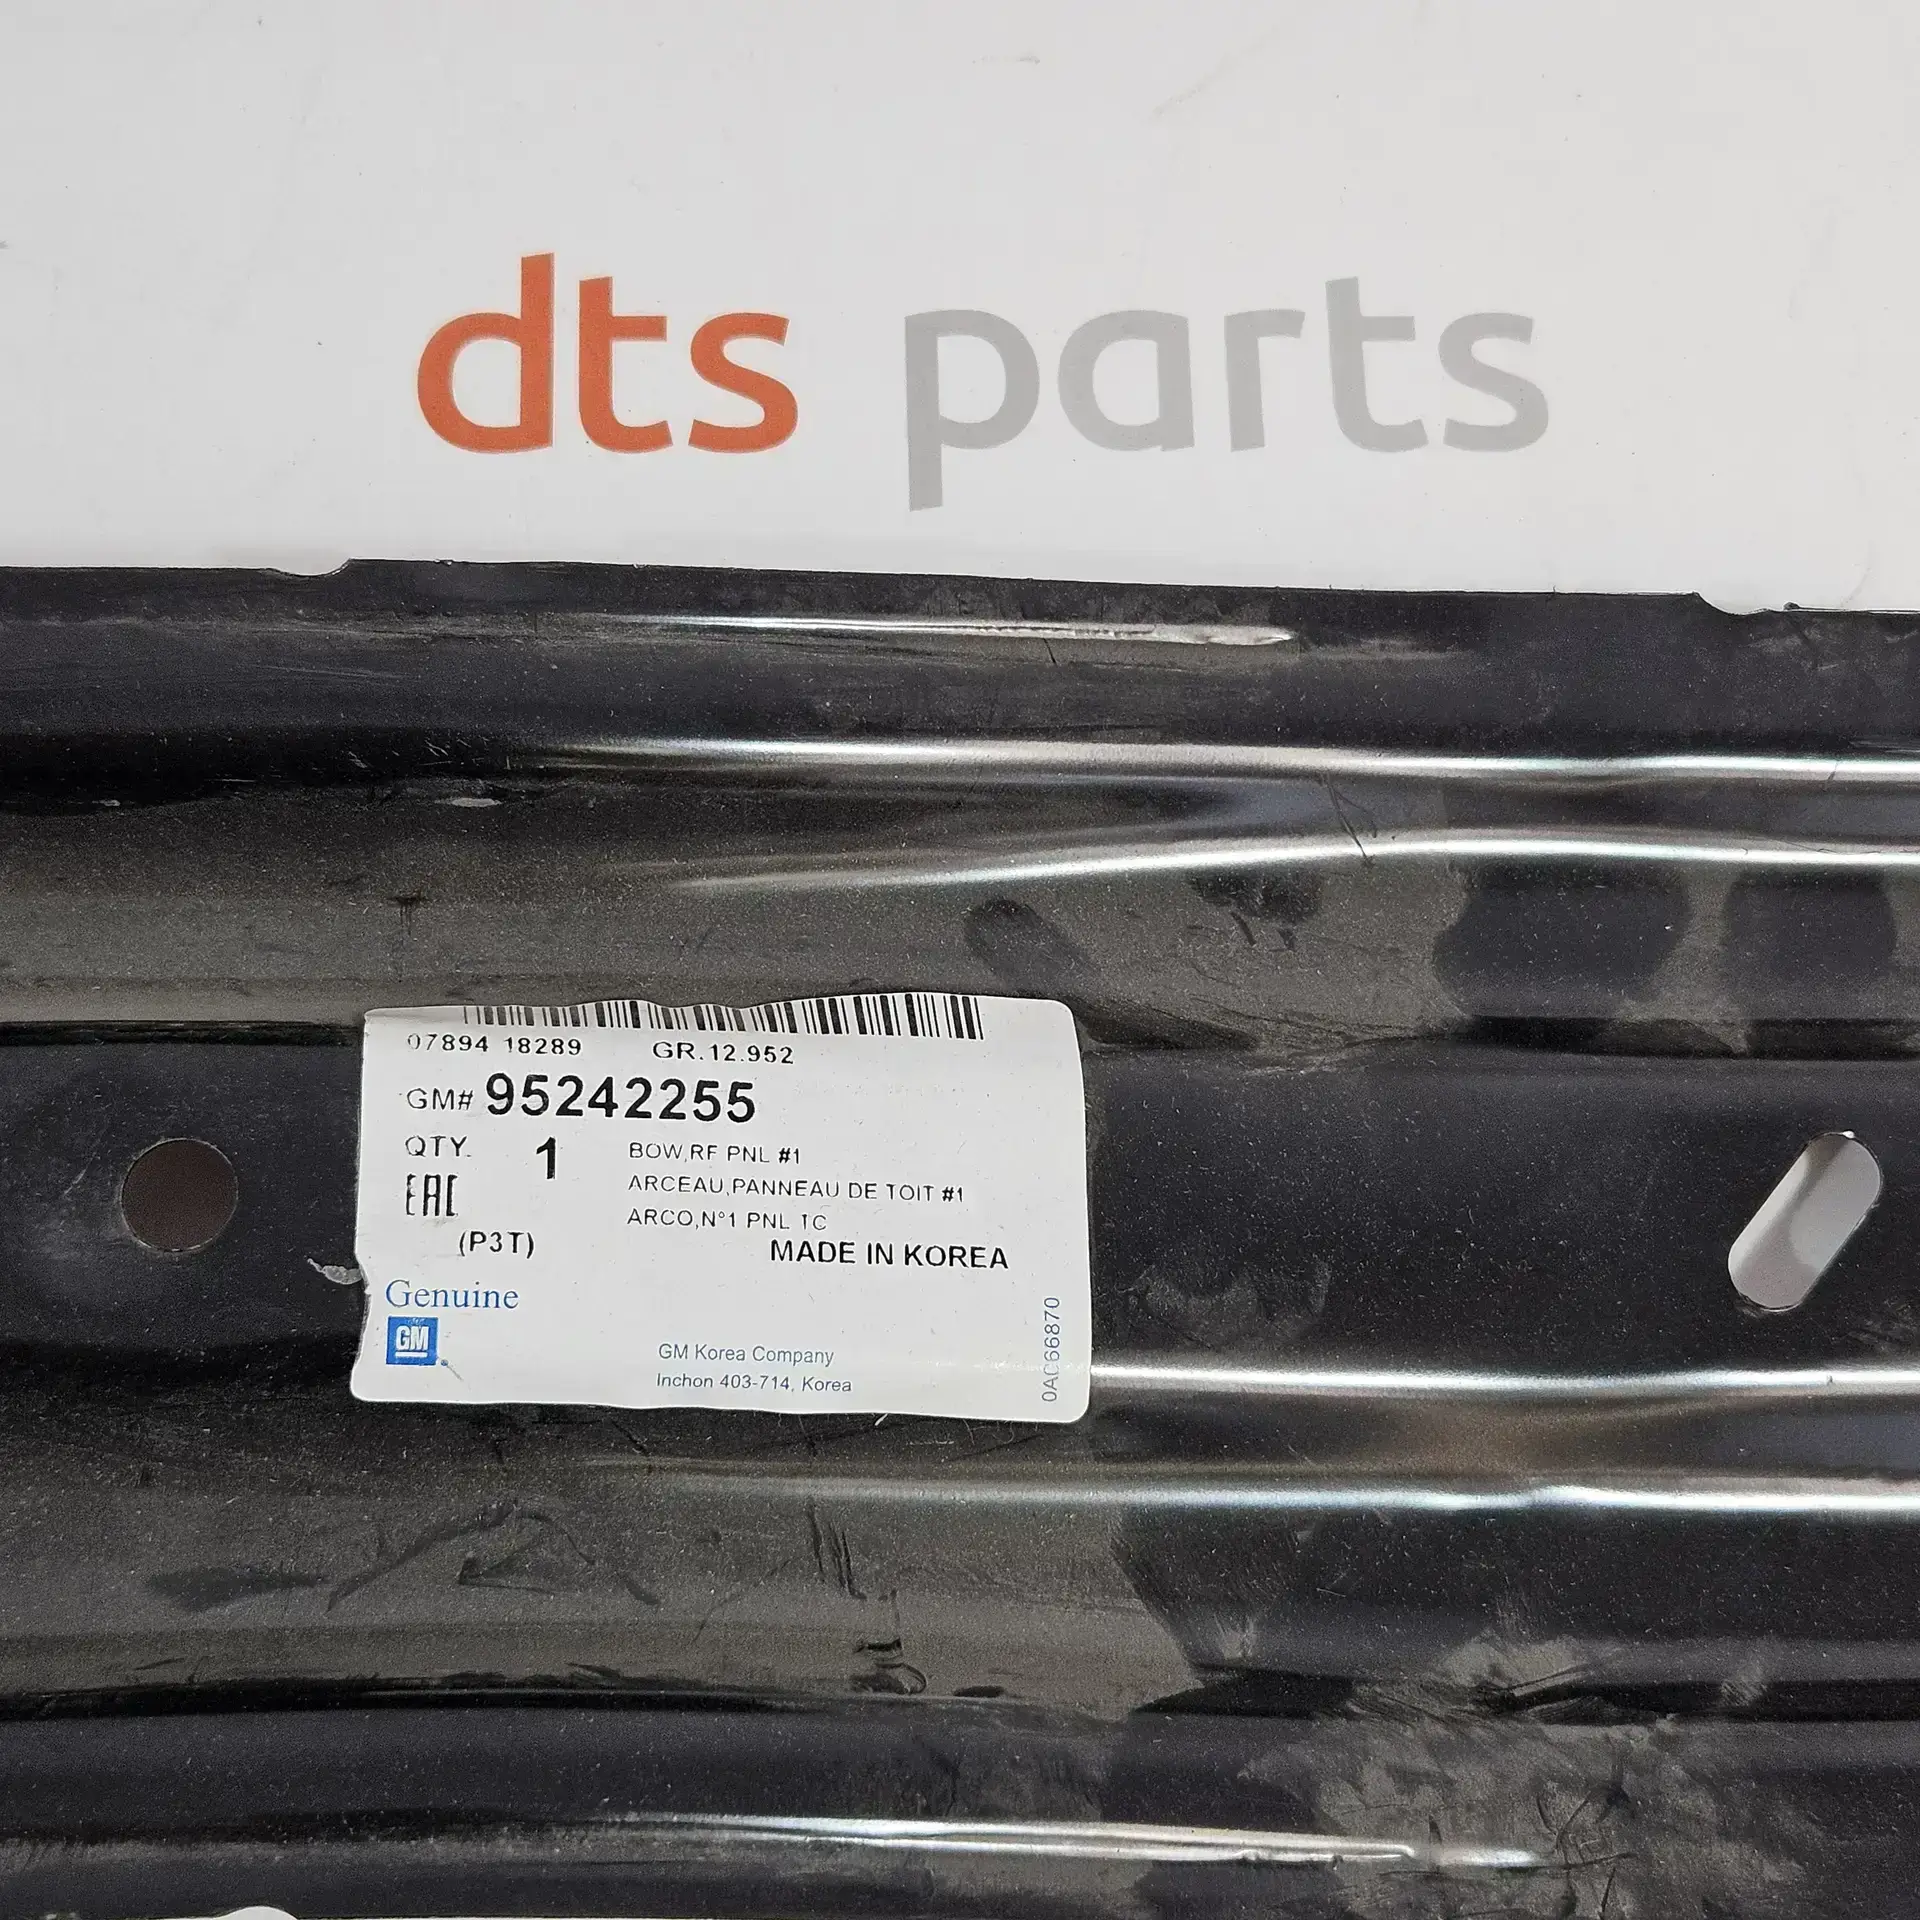 dts parts
07894 18289 GR.12.952
GM# 95242255
QTY. 1 BOW,RF PNL #1
EAC ARCEAU,PANNEAU DE TOIT #1
ARCO,N°1 PNL TC
(P3T) MADE IN KOREA
Genuine
GM
GM Korea Company
Inchon 403-714, Korea
0AC66870